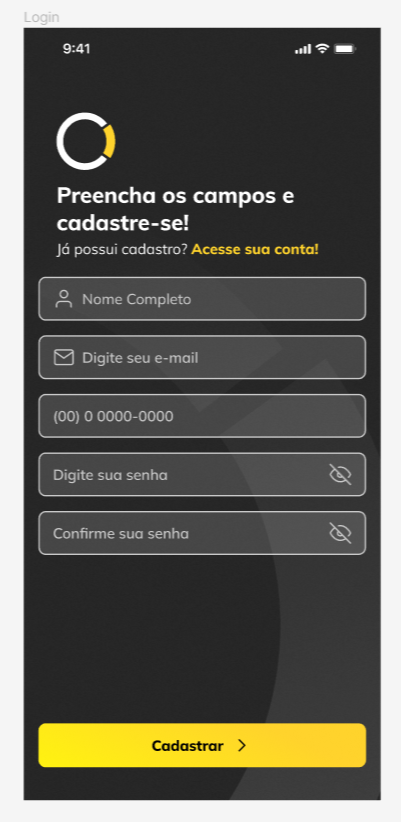 Login
9:41
Preencha os campos e
cadastre-se!
Já possui cadastro? Acesse sua conta!
Nome Completo
Digite seu e-mail
(00) 0 0000-0000
Digite sua senha
Confirme sua senha
Cadastrar